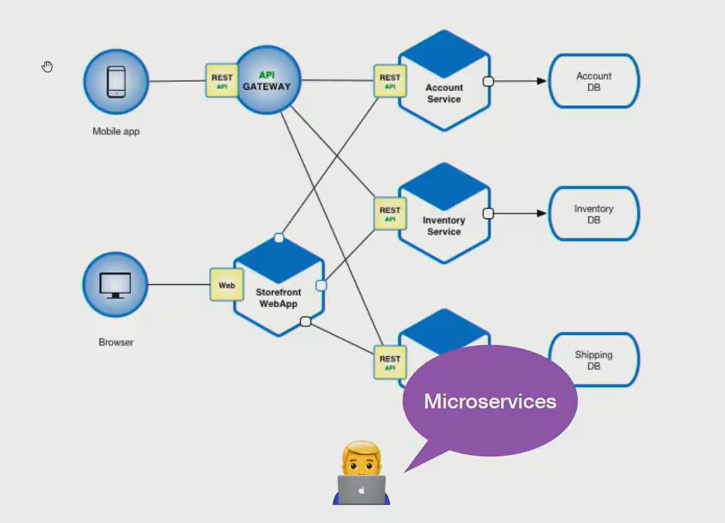 Mobile app
REST
API
API
GATEWAY
REST
API
Account
Service
Account
DB
REST
API
Inventory
Service
Inventory
DB
Browser
Web
Storefront
WebApp
REST
API
Shipping
DB
Microservices